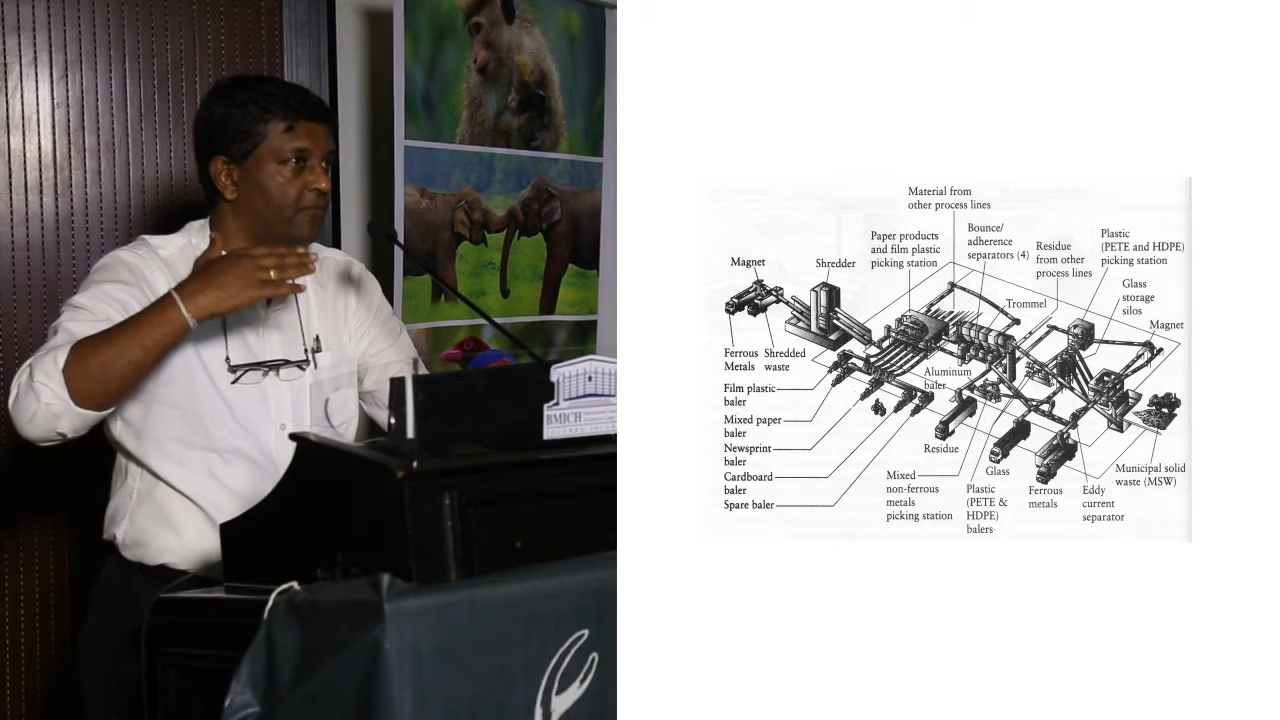 BMICH
Material from
other process lines
Paper products
and film plastic
picking station
Bounce/
adherence
separators (4)
Residue
from other
process lines
Plastic
(PETE and HDPE)
picking station
Magnet
Shredder
Trommel
Glass
storage
silos
Magnet
Ferrous
Metals
Shredded
waste
Aluminum
baler
Film plastic
baler
Mixed paper
baler
Newsprint
baler
Cardboard
baler
Spare baler
Residue
Mixed
non-ferrous
metals
picking station
Glass
Plastic
(PETE &
HDPE)
balers
Ferrous
metals
Eddy
current
separator
Municipal solid
waste (MSW)